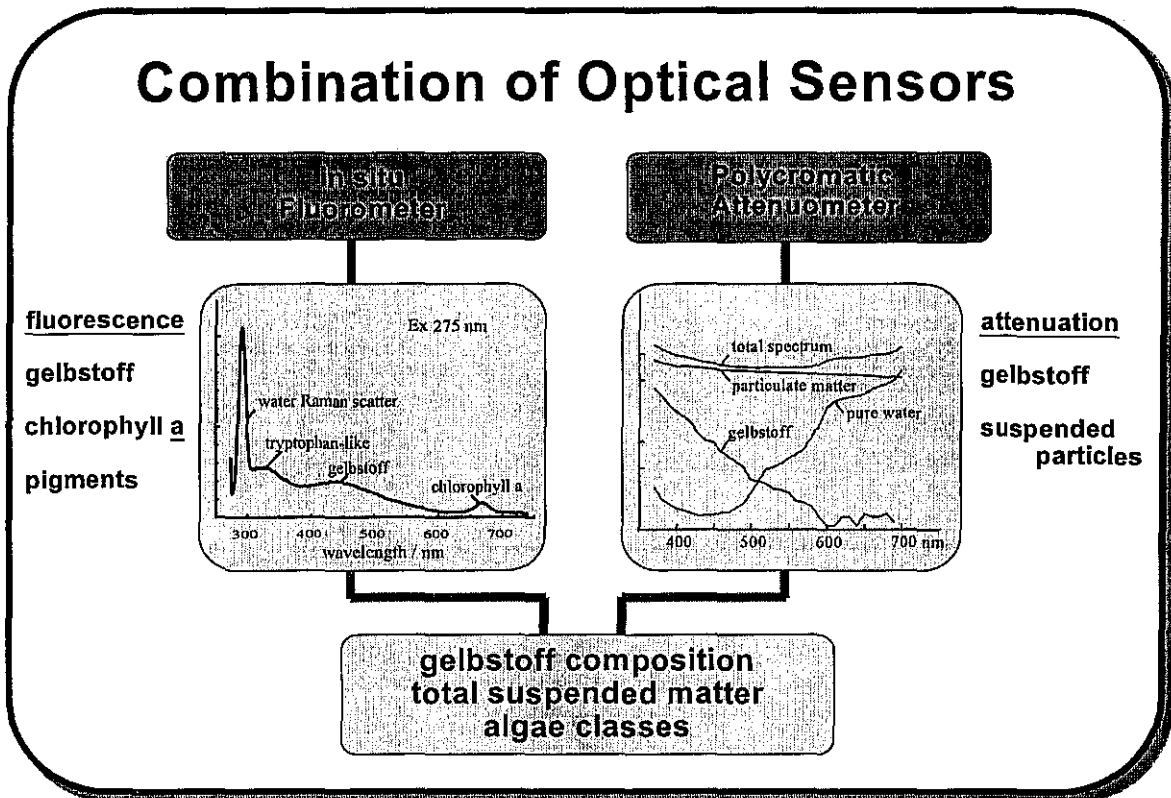 Combination of Optical Sensors
In situ
Fluorometer
Polycromatic
Attenuometer
fluorescence
gelbstoff
chlorophyll a
pigments
Ex 275 nm
water Raman scatter
tryptophan-like
gelbstoff
chlorophyll a
300 400 500 600 700
wavelength / nm
total spectrum
particulate matter
pure water
gelbstoff
400 500 600 700 nm
attenuation
gelbstoff
suspended
particles
gelbstoff composition
total suspended matter
algae classes